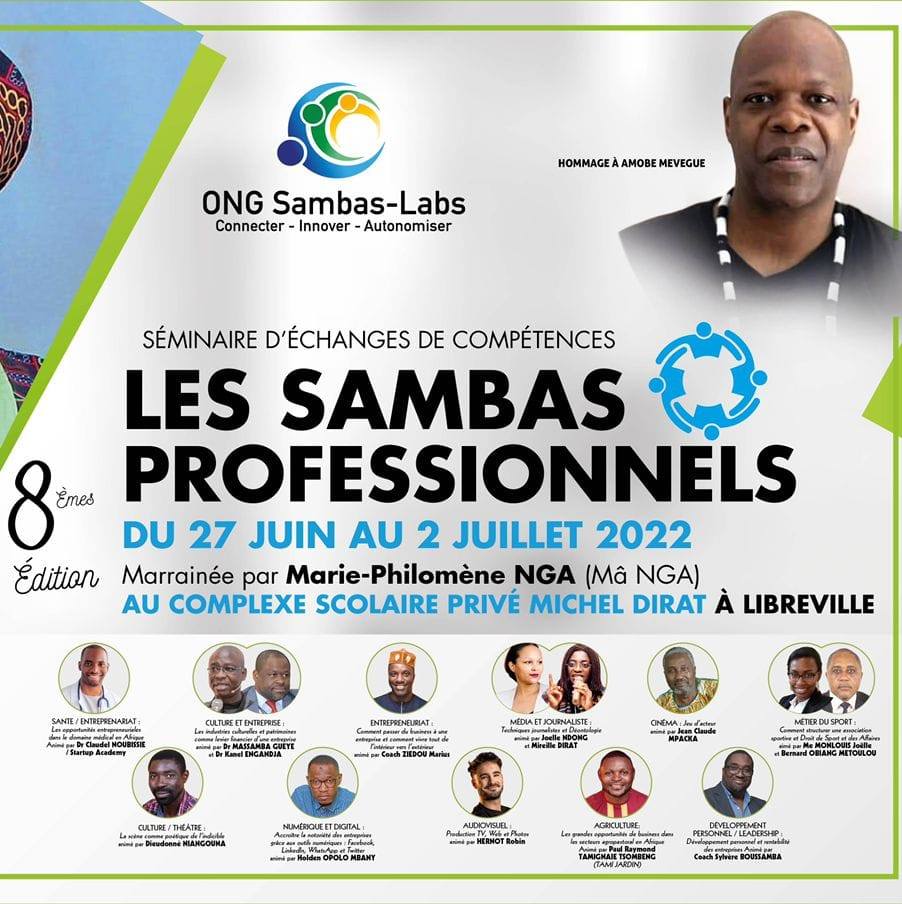 HOMMAGE À AMOBE MEVEGUE
ONG Sambas-Labs
Connecter - Innover - Autonomiser
SÉMINAIRE D'ÉCHANGES DE COMPÉTENCES
LES SAMBAS
PROFESSIONNELS
8 Èmes
Édition
DU 27 JUIN AU 2 JUILLET 2022
Marrainée par Marie-Philomène NGA (Mâ NGA)
AU COMPLEXE SCOLAIRE PRIVÉ MICHEL DIRAT À LIBREVILLE
SANTE / ENTREPRENARIAT :
Les opportunités entrepreneuriales
dans le domaine médical en Afrique
Animé par Dr Claudel NOUBISSIE
/ Startup Academy
CULTURE ET ENTREPRISE :
Les industries culturelles et patrimoines
comme levier financier d'une entreprise
animé par Dr MASSAMBA GUEYE
et Dr Kanel ENGANDJA
ENTREPRENEURIAT :
Comment passer du business à une
entreprise et comment vivre tout de
l'intérieur vers l'extérieur
animé par Coach ZIEDOU Marius
MÉDIA ET JOURNALISTE :
Techniques journalistes et Déontologie
animé par Joelle NDONG
et Mireille DIRAT
CINÉMA : Jeu d'acteur
animé par Jean Claude
MPACKA
MÉTIER DU SPORT :
Comment structurer une association
sportive et Droit de Sport et des Affaires
aimé par Me MONLOUIS Joëlle
et Bernard OBIANG METOULOU
CULTURE / THÉATRE :
La scène comme poétique de l'indicible
animé par Dieudonné NIANGOUNA
NUMÉRIQUE ET DIGITAL :
Accroître la notoriété des entreprises
grâce aux outils numériques : Facebook,
LinkedIn, WhatsApp et Twitter
animé par Holden OPOLO MBANY
AUDIOVISUEL :
Production TV, Web et Photos
animé par HERNOT Robin
AGRICULTURE:
Les grandes opportunités de business dans
les secteurs agropastoral en Afrique
Animé par Paul Raymond
TAMIGNAIE TSOMBENG
(TAMI JARDIN)
DÉVELOPPEMENT
PERSONNEL / LEADERSHIP :
Développement personnel et rentabilité
des entreprises Animé par
Coach Sylvère BOUSSAMBA